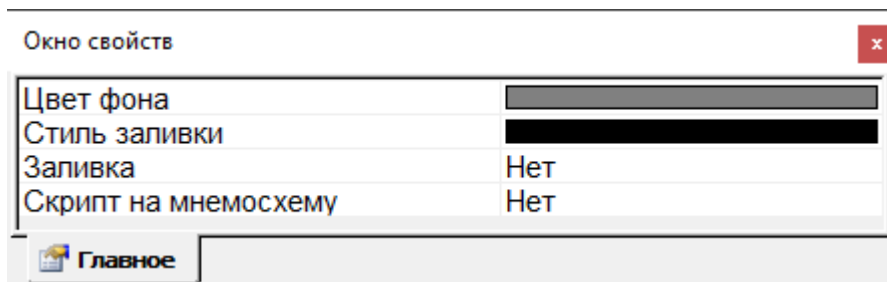 Окно свойств
x
Цвет фона
Стиль заливки
Заливка Нет
Скрипт на мнемосхему Нет
Главное